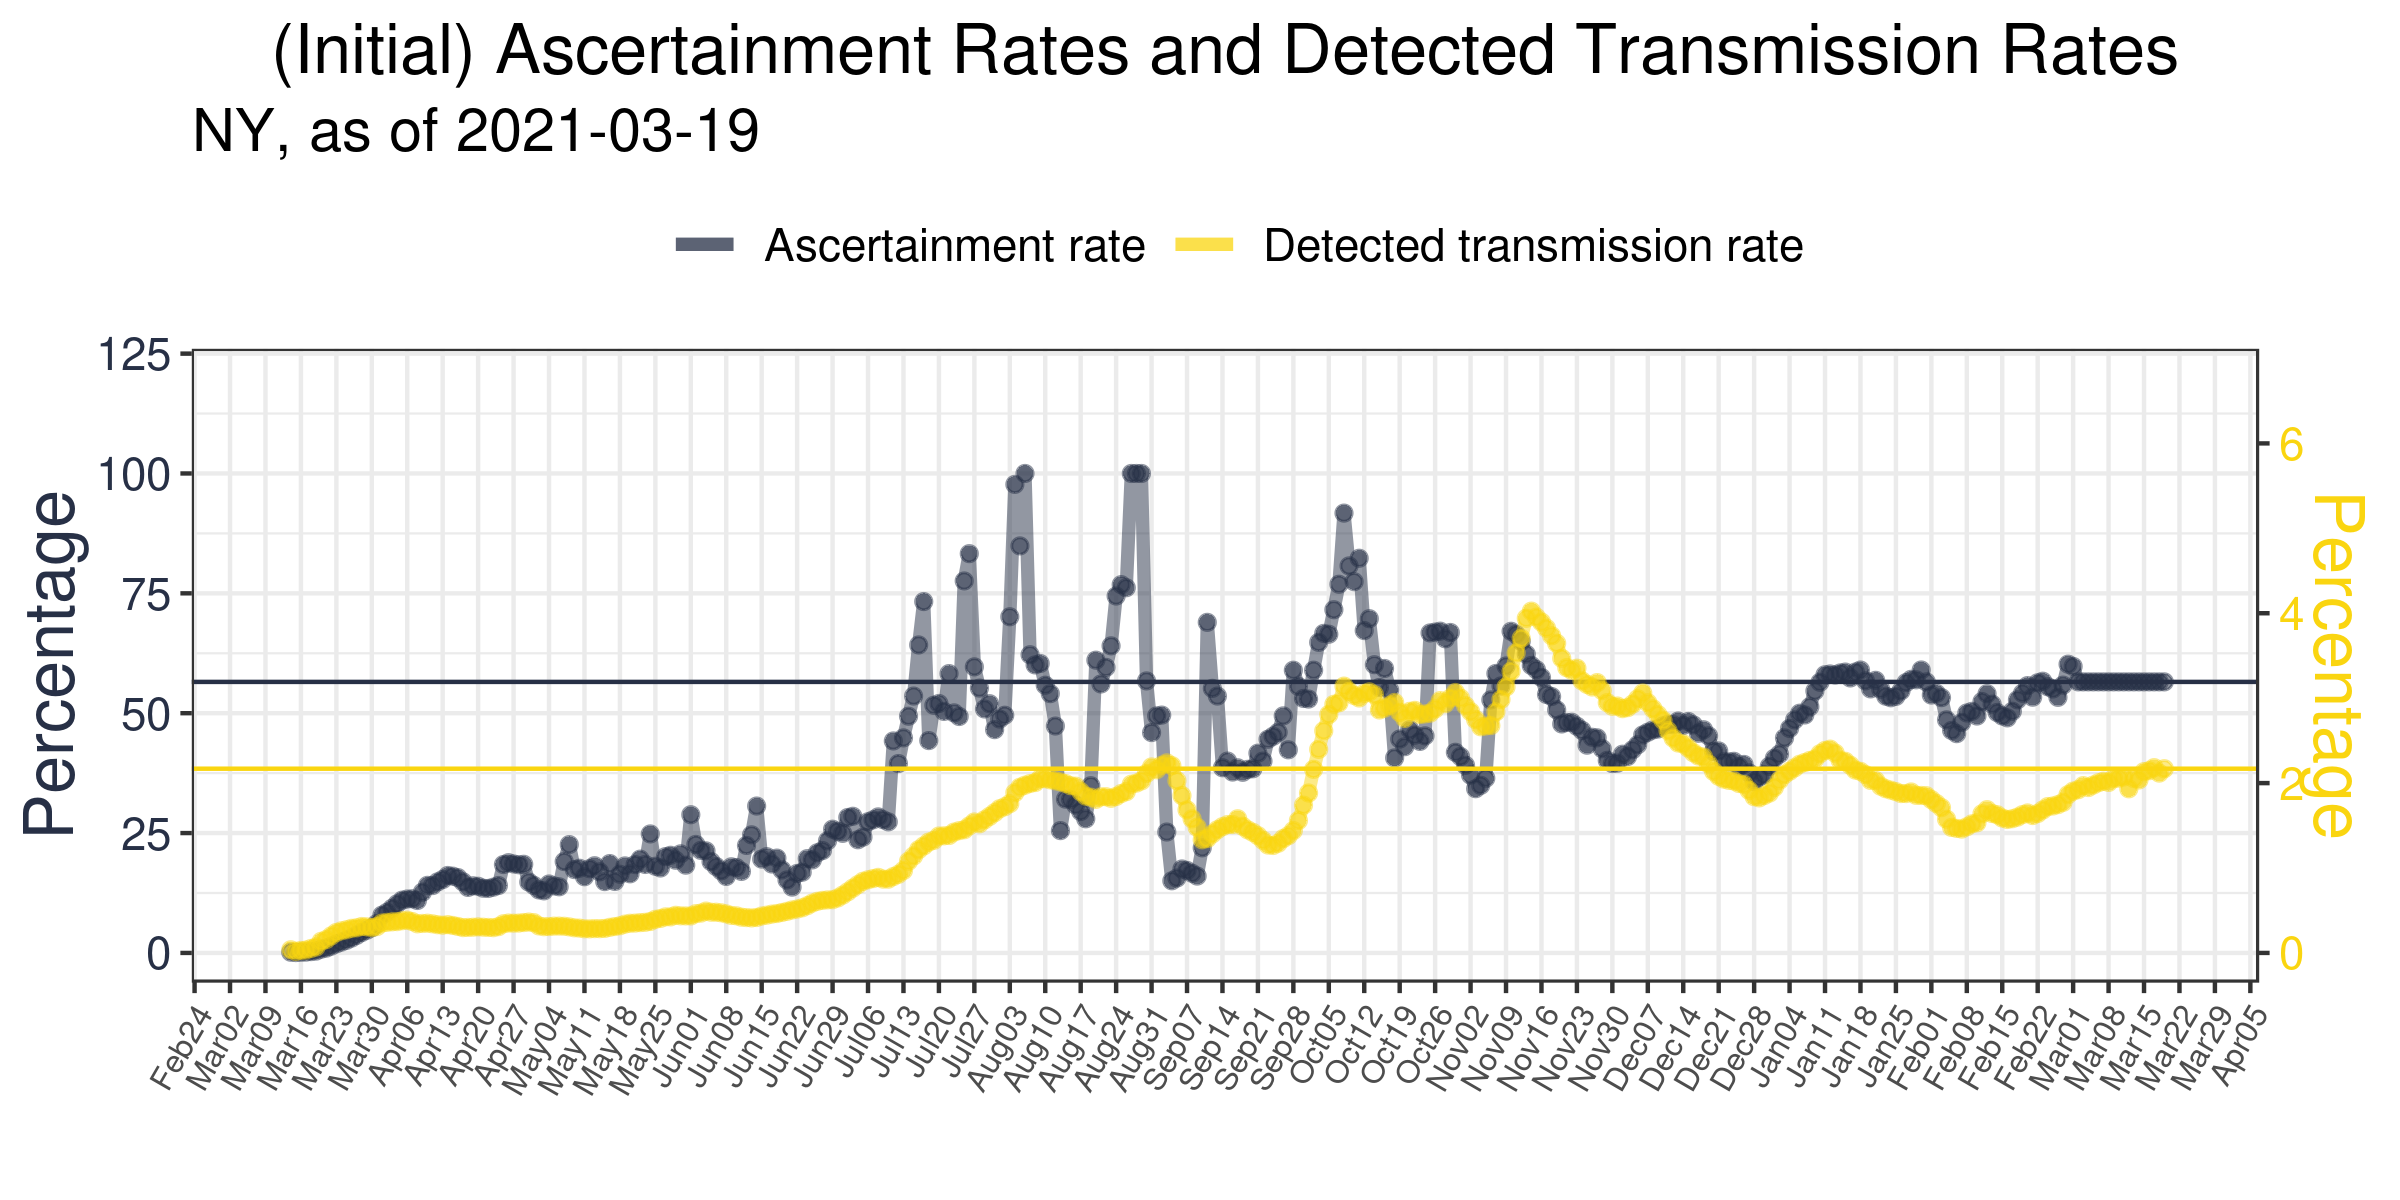 (Initial) Ascertainment Rates and Detected Transmission Rates
NY, as of 2021-03-19
Ascertainment rate
Detected transmission rate
Percentage
125
100
75
50
25
0
6
4
2
0
Percentage
Feb24
Mar02
Mar09
Mar16
Mar23
Mar30
Apr06
Apr13
Apr20
Apr27
May04
May11
May18
May25
Jun01
Jun08
Jun15
Jun22
Jun29
Jul06
Jul13
Jul20
Jul27
Aug03
Aug10
Aug17
Aug24
Aug31
Sep07
Sep14
Sep21
Sep28
Oct05
Oct12
Oct19
Oct26
Nov02
Nov09
Nov16
Nov23
Nov30
Dec07
Dec14
Dec21
Dec28
Jan04
Jan11
Jan18
Jan25
Feb01
Feb08
Feb15
Feb22
Mar01
Mar08
Mar15
Mar22
Mar29
Apr05